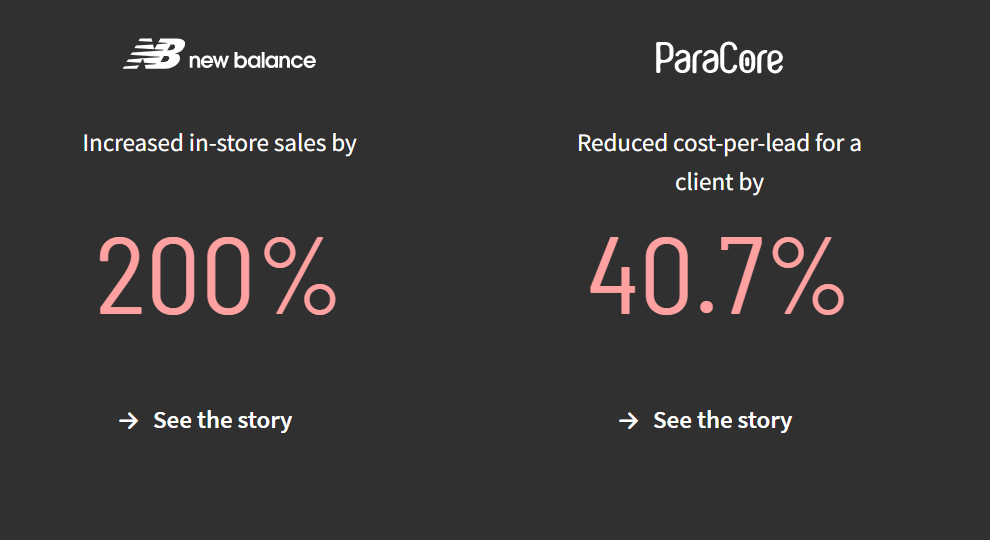 NB new balance
Increased in-store sales by
200%
See the story
ParaCore
Reduced cost-per-lead for a
client by
40.7%
See the story